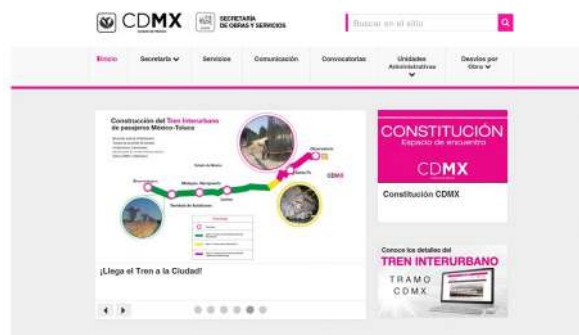 CDMX
SECRETARÍA
DE OBRAS Y SERVICIOS
Buscar en el sitio
Inicio
Secretaría
Servicios
Comunicación
Convocatorias
Unidades
Administrativas
Desvíos por
Obra
Construcción del Tren Interurbano
de pasajeros México-Toluca
Observatorio
Santa Fe
CDMX
¡Llega el Tren a la Ciudad!
CONSTITUCIÓN
Espacio de encuentro
CDMX
Constitución CDMX
Conoce los detalles del
TREN INTERURBANO
TRAMO
CDMX